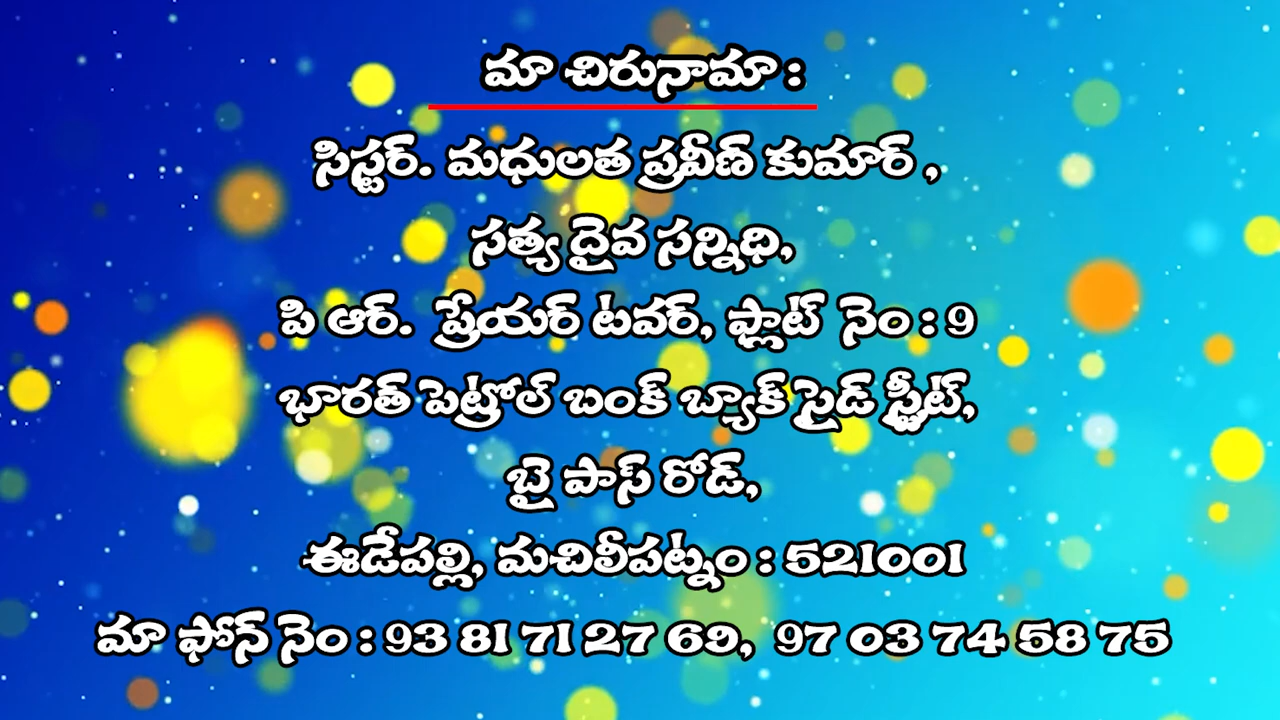 మా చిరునామా :
సిస్టర్. మధులత ప్రవీణ్ కుమార్ ,
సత్య దైవ సన్నిధి,
పి ఆర్. ప్రేయర్ టవర్, ఫ్లాట్ నెం : 9
భారత్ పెట్రోల్ బంక్ బ్యాక్ సైడ్ స్ట్రీట్,
బై పాస్ రోడ్,
ఈడేపల్లి, మచిలీపట్నం : 521001
మా ఫోన్ నెం : 93 81 71 27 69, 97 03 74 58 75